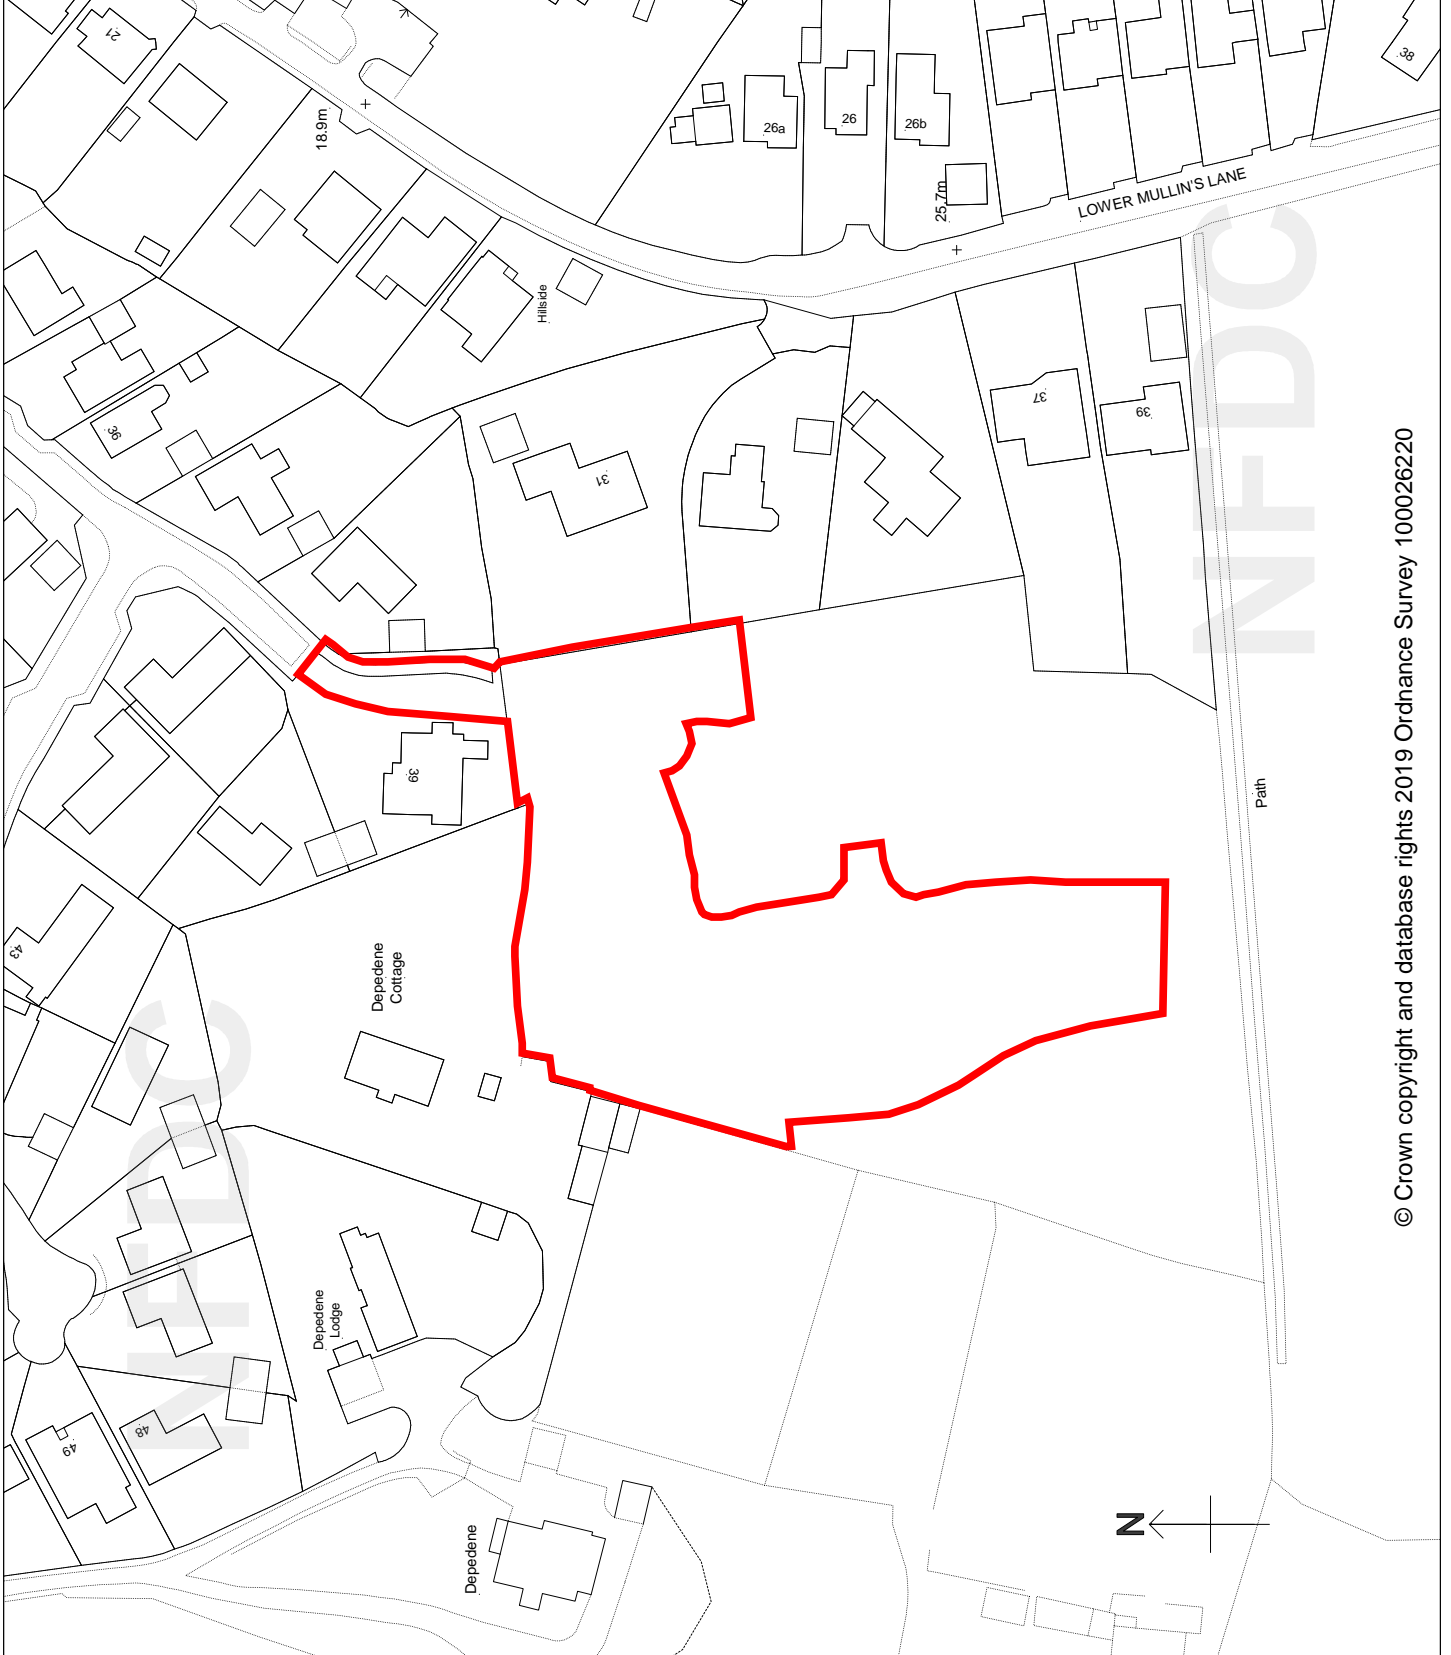 21
18.9m
26a
26
26b
38
25.7m
LOWER MULLIN'S LANE
Hillside
36
31
37
39
39
Path
43
Depedene
Cottage
Depedene
Lodge
49
48
Depedene
N
NFDC
NFDC
© Crown copyright and database rights 2019 Ordnance Survey 100026220